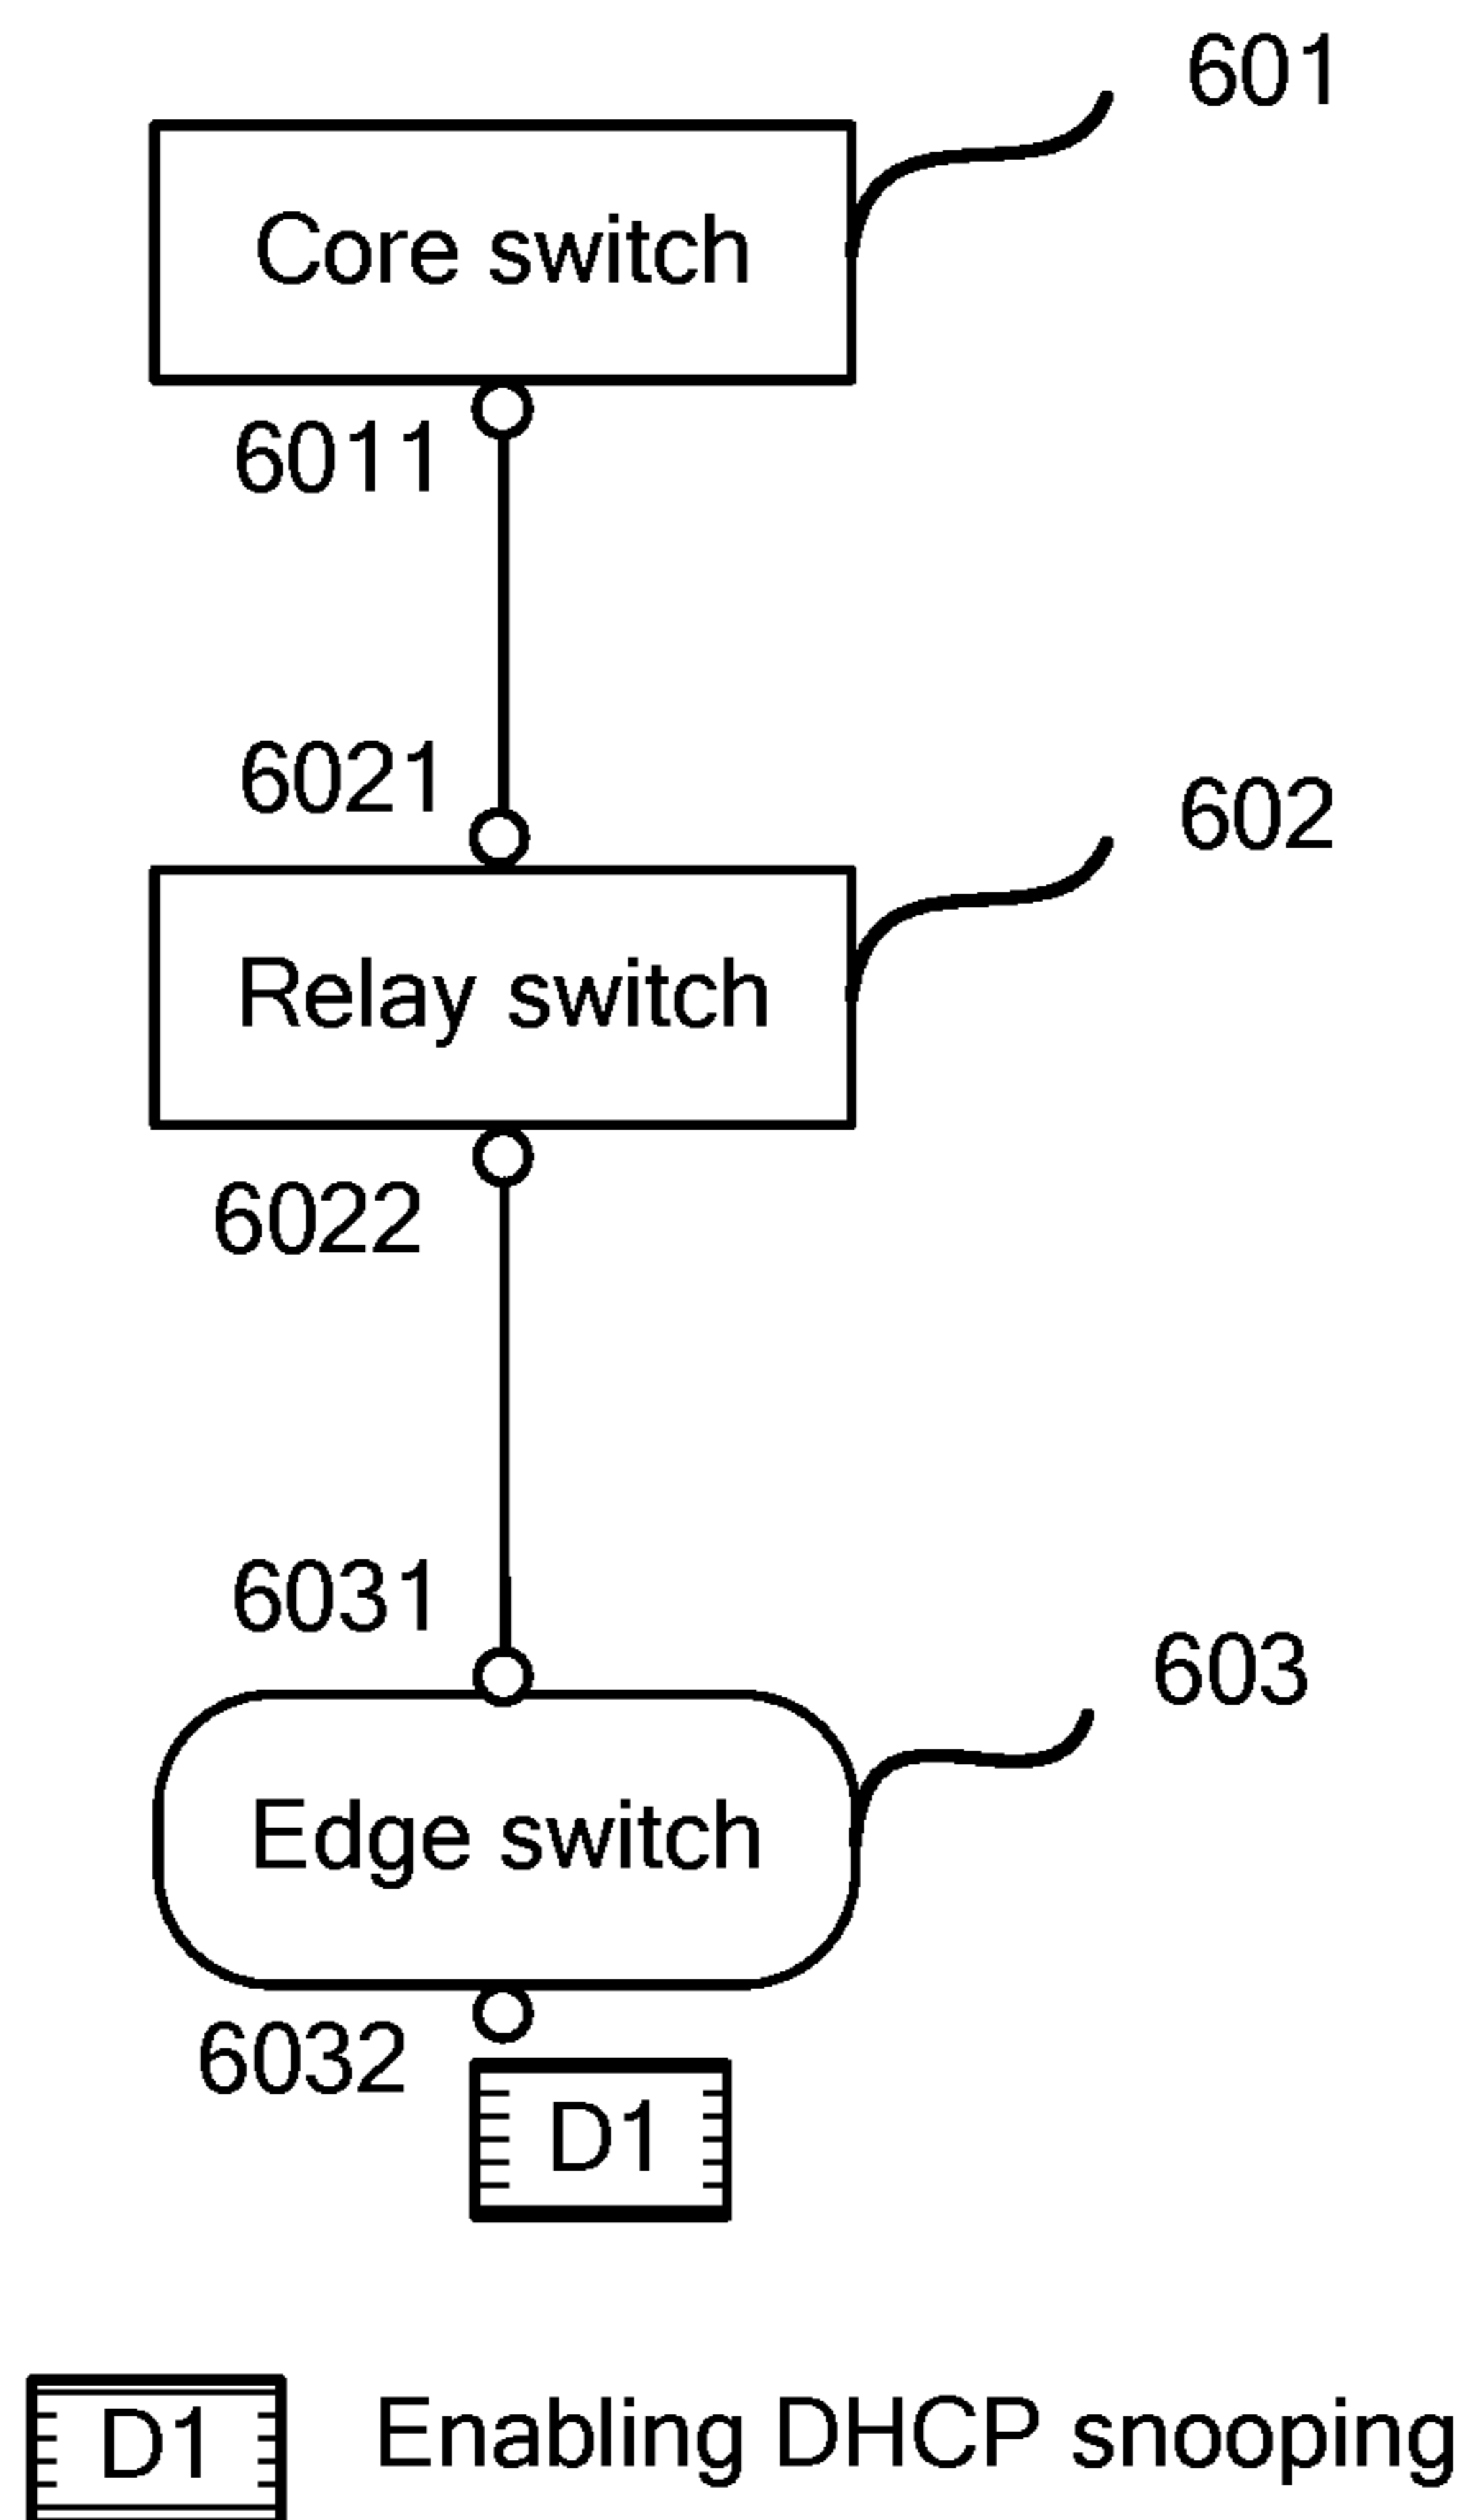 601
Core switch
6011
6021
602
Relay switch
6022
6031
603
Edge switch
6032
D1
D1 Enabling DHCP snooping